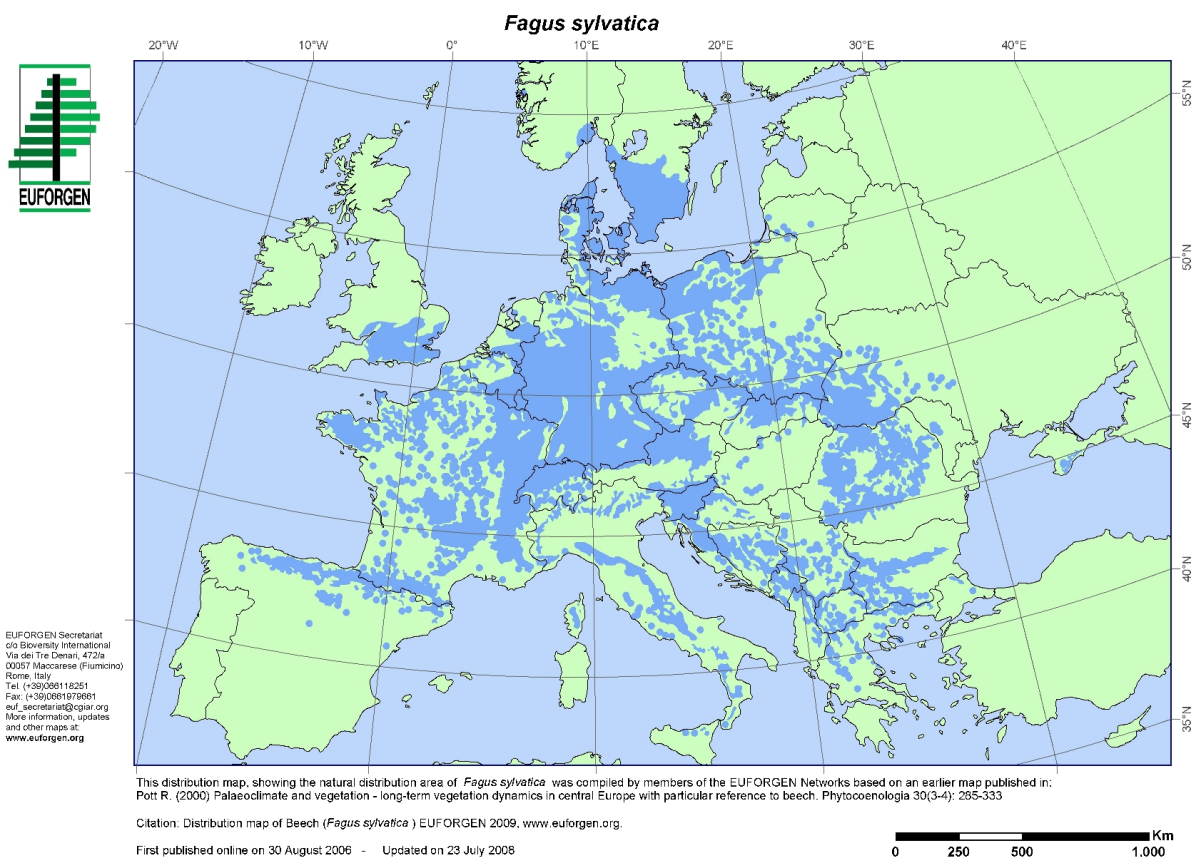 Fagus sylvatica
20°W 10°W 0° 10°E 20°E 30°E 40°E
55°N
50°N
45°N
40°N
35°N
EUFORGEN
EUFORGEN Secretariat
c/o Bioversity International
Via dei Tre Denari, 472/a
00057 Maccarese (Fiumicino)
Rome, Italy
Tel. (+39)066118251
Fax: (+39)0661979661
euf_secretariat@cgiar.org
More information, updates
and other maps at:
www.euforgen.org
This distribution map, showing the natural distribution area of Fagus sylvatica was compiled by members of the EUFORGEN Networks based on an earlier map published in:
Pott R. (2000) Palaeoclimate and vegetation - long-term vegetation dynamics in central Europe with particular reference to beech. Phytocoenologia 30(3-4): 285-333
Citation: Distribution map of Beech (Fagus sylvatica ) EUFORGEN 2009, www.euforgen.org.
First published online on 30 August 2006 - Updated on 23 July 2008
Km
0 250 500 1.000